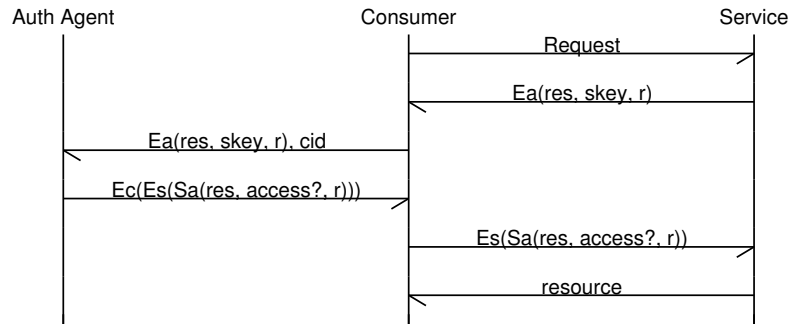 Auth Agent Consumer Service
Request
Ea(res, skey, r)
Ea(res, skey, r), cid
Ec(Es(Sa(res, access?, r)))
Es(Sa(res, access?, r))
resource